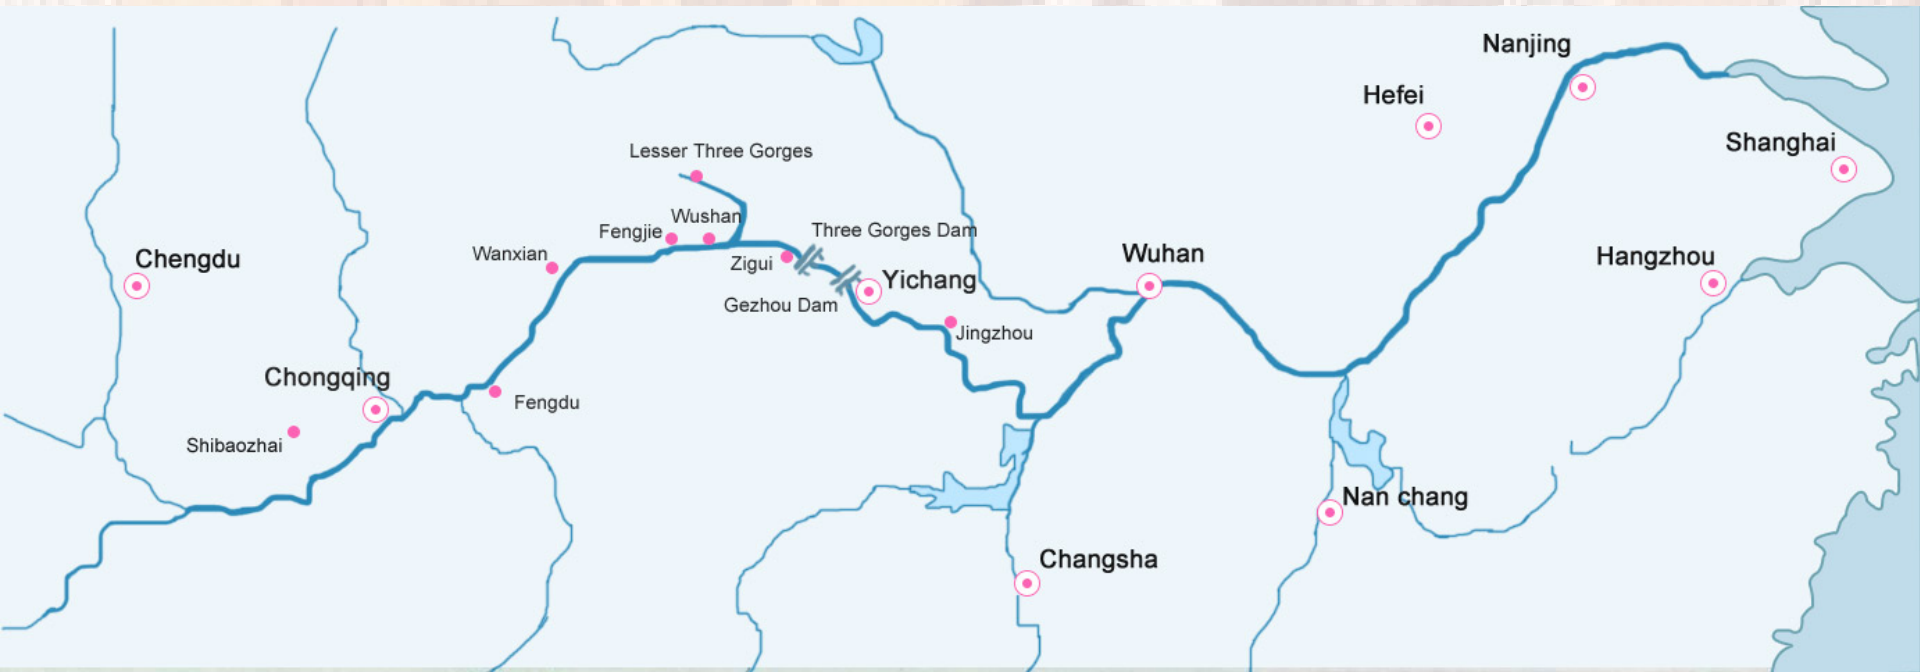 Nanjing
Hefei
Shanghai
Lesser Three Gorges
Wushan
Fengjie
Three Gorges Dam
Wanxian
Zigui
Wuhan
Hangzhou
Chengdu
Yichang
Gezhou Dam
Jingzhou
Chongqing
Fengdu
Shibaozhai
Nan chang
Changsha